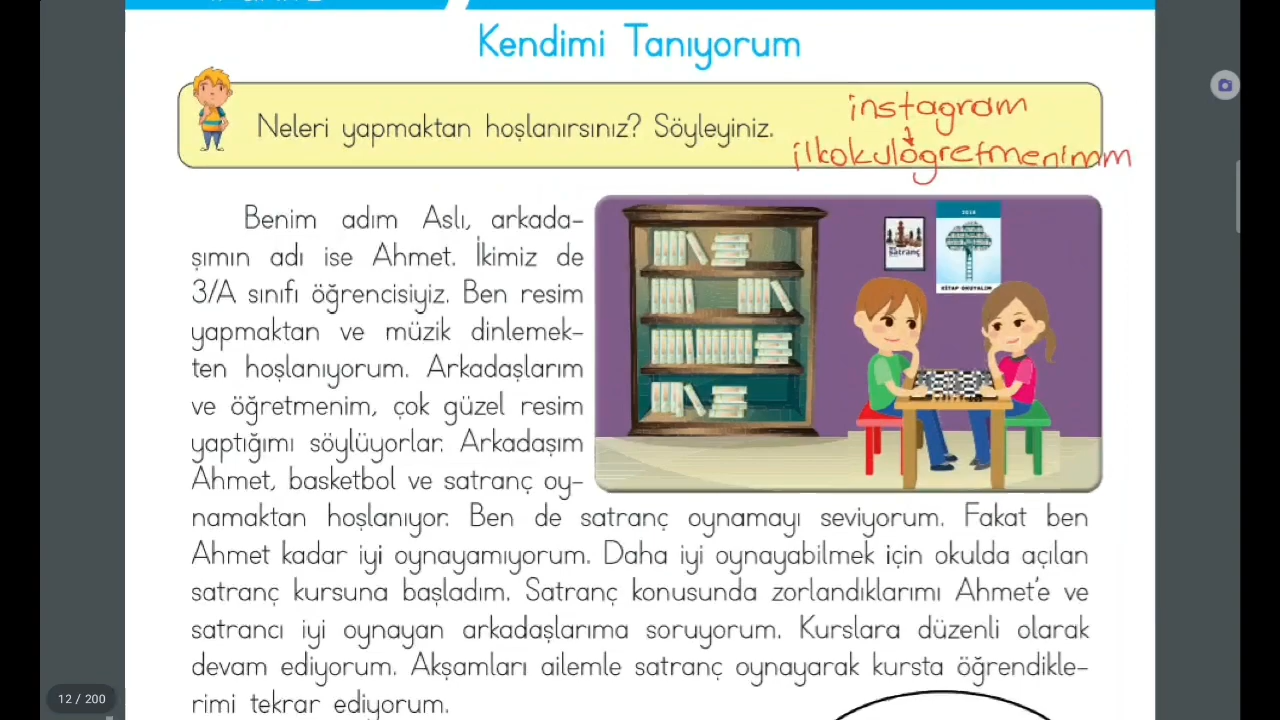 Kendimi Tanıyorum
Neleri yapmaktan hoşlanırsınız? Söyleyiniz.
instagram
ilkokulöğretmeninam
Benim adım Aslı, arkada-
şımın adı ise Ahmet. İkimiz de
3/A sınıfı öğrencisiyiz. Ben resim
yapmaktan ve müzik dinlemek-
ten hoşlanıyorum. Arkadaşlarım
ve öğretmenim, çok güzel resim
yaptığımı söylüyorlar. Arkadaşım
Ahmet, basketbol ve satranç oy-
namaktan hoşlanıyor. Ben de satranç oynamayı seviyorum. Fakat ben
Ahmet kadar iyi oynayamıyorum. Daha iyi oynayabilmek için okulda açılan
satranç kursuna başladım. Satranç konusunda zorlandıklarımı Ahmet'e ve
satrancı iyi oynayan arkadaşlarıma soruyorum. Kurslara düzenli olarak
devam ediyorum. Akşamları ailemle satranç oynayarak kursta öğrendikle-
rimi tekrar ediyorum.
satranç
KİTAP OKUYALIM
12 / 200